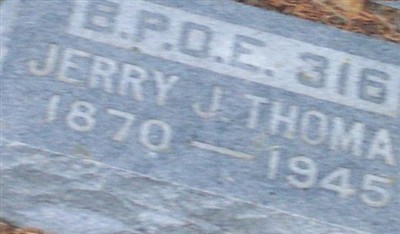 B.P.O.E. 316
JERRY J. THOMA
1870 — 1945